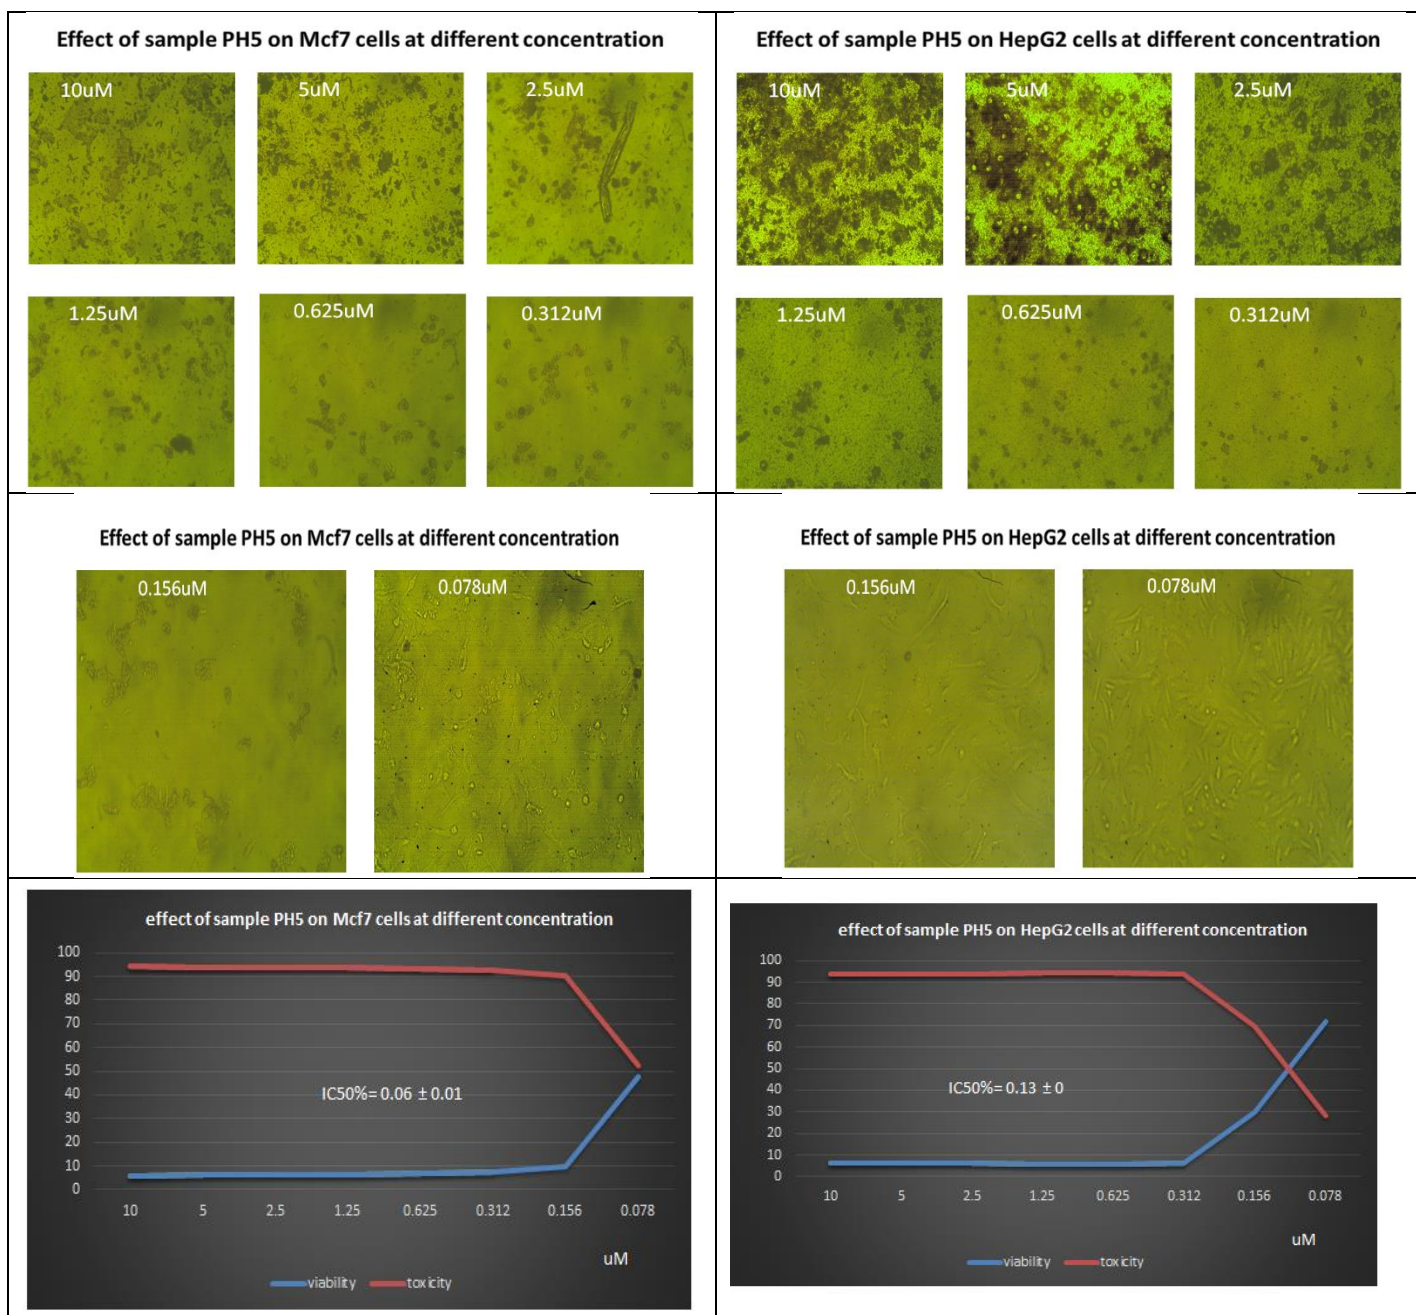 Effect of sample PH5 on Mcf7 cells at different concentration
10uM
5uM
2.5uM
1.25uM
0.625uM
0.312uM
Effect of sample PH5 on HepG2 cells at different concentration
10uM
5uM
2.5uM
1.25uM
0.625uM
0.312uM
Effect of sample PH5 on Mcf7 cells at different concentration
0.156uM
0.078uM
Effect of sample PH5 on HepG2 cells at different concentration
0.156uM
0.078uM
effect of sample PH5 on Mcf7 cells at different concentration
100
90
80
70
60
50
40
30
20
10
0
IC50%= 0.06 ± 0.01
10 5 2.5 1.25 0.625 0.312 0.156 0.078
uM
viability toxicity
effect of sample PH5 on HepG2 cells at different concentration
100
90
80
70
60
50
40
30
20
10
0
IC50%= 0.13 ± 0
10 5 2.5 1.25 0.625 0.312 0.156 0.078
uM
viability toxicity